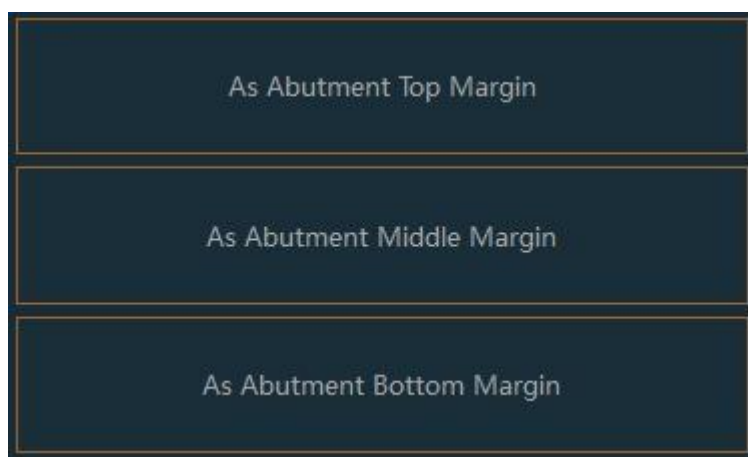 As Abutment Top Margin
As Abutment Middle Margin
As Abutment Bottom Margin